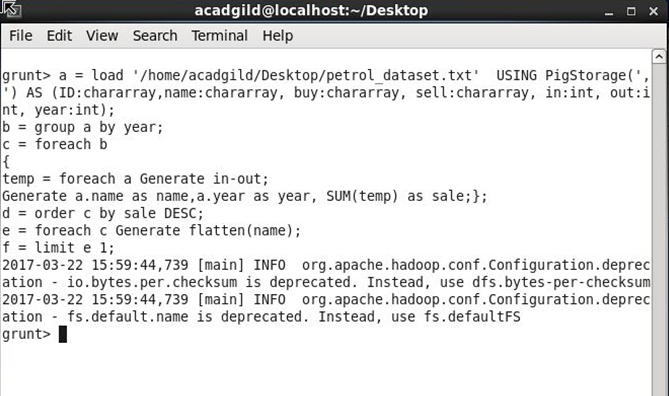 acadgild@localhost:~/Desktop
File Edit View Search Terminal Help
grunt> a = load '/home/acadgild/Desktop/petrol_dataset.txt'  USING PigStorage(',
') AS (ID:chararray,name:chararray, buy:chararray, sell:chararray, in:int, out:i
nt, year:int);
b = group a by year;
c = foreach b
{
temp = foreach a Generate in-out;
Generate a.name as name,a.year as year, SUM(temp) as sale;};
d = order c by sale DESC;
e = foreach c Generate flatten(name);
f = limit e 1;
2017-03-22 15:59:44,739 [main] INFO  org.apache.hadoop.conf.Configuration.deprec
ation - io.bytes.per.checksum is deprecated. Instead, use dfs.bytes-per-checksum
2017-03-22 15:59:44,739 [main] INFO  org.apache.hadoop.conf.Configuration.deprec
ation - fs.default.name is deprecated. Instead, use fs.defaultFS
grunt>